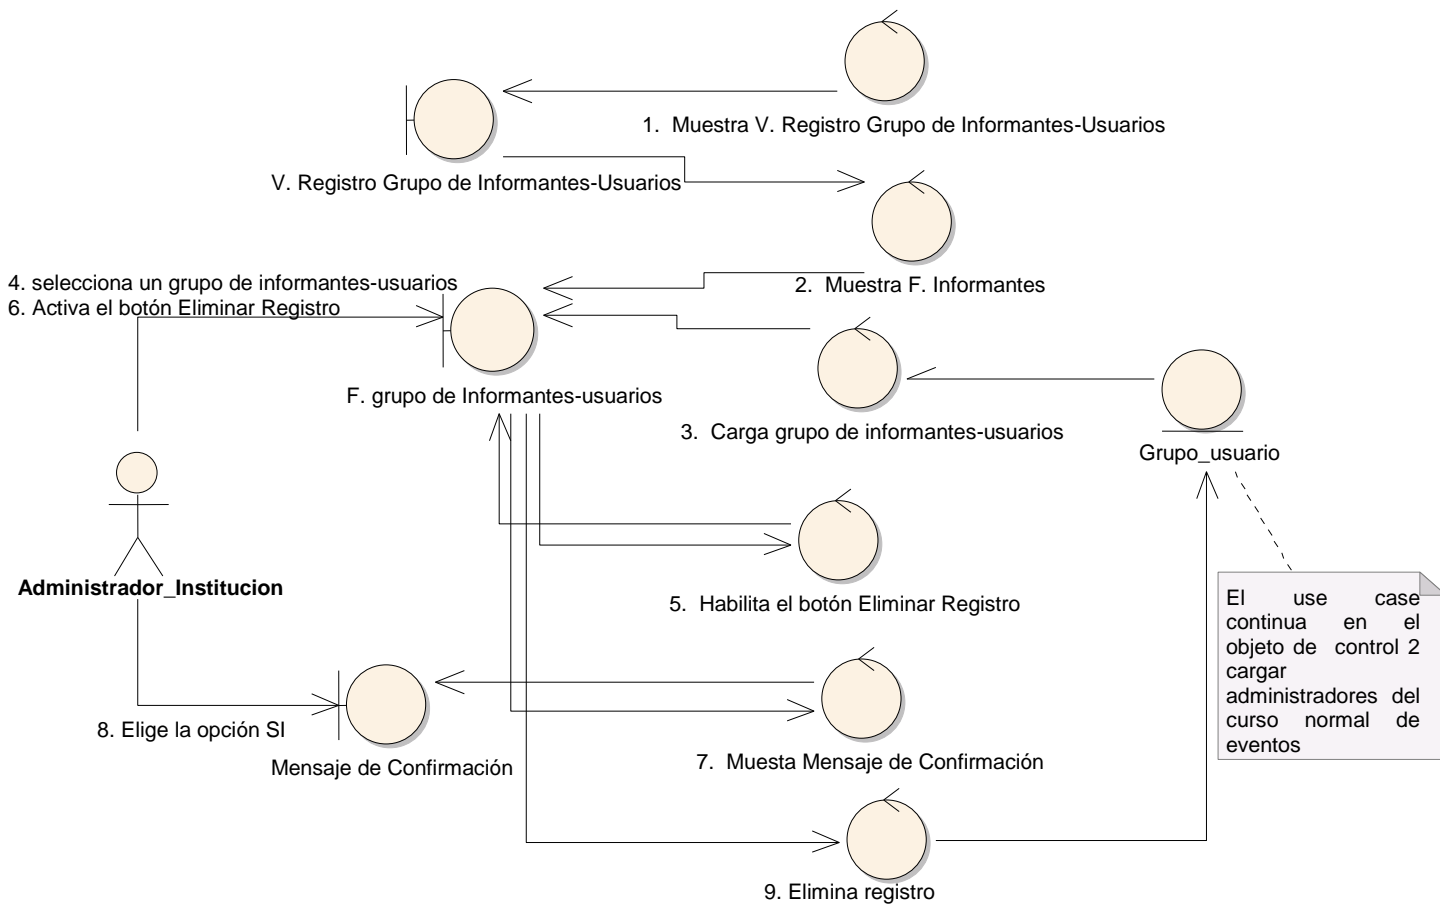 1. Muestra V. Registro Grupo de Informantes-Usuarios
V. Registro Grupo de Informantes-Usuarios
4. selecciona un grupo de informantes-usuarios
6. Activa el botón Eliminar Registro
2. Muestra F. Informantes
F. grupo de Informantes-usuarios
3. Carga grupo de informantes-usuarios
Grupo_usuario
Administrador_Institucion
5. Habilita el botón Eliminar Registro
El use case
continua en el
objeto de control 2
cargar
administradores del
curso normal de
eventos
8. Elige la opción SI
Mensaje de Confirmación
7. Muesta Mensaje de Confirmación
9. Elimina registro